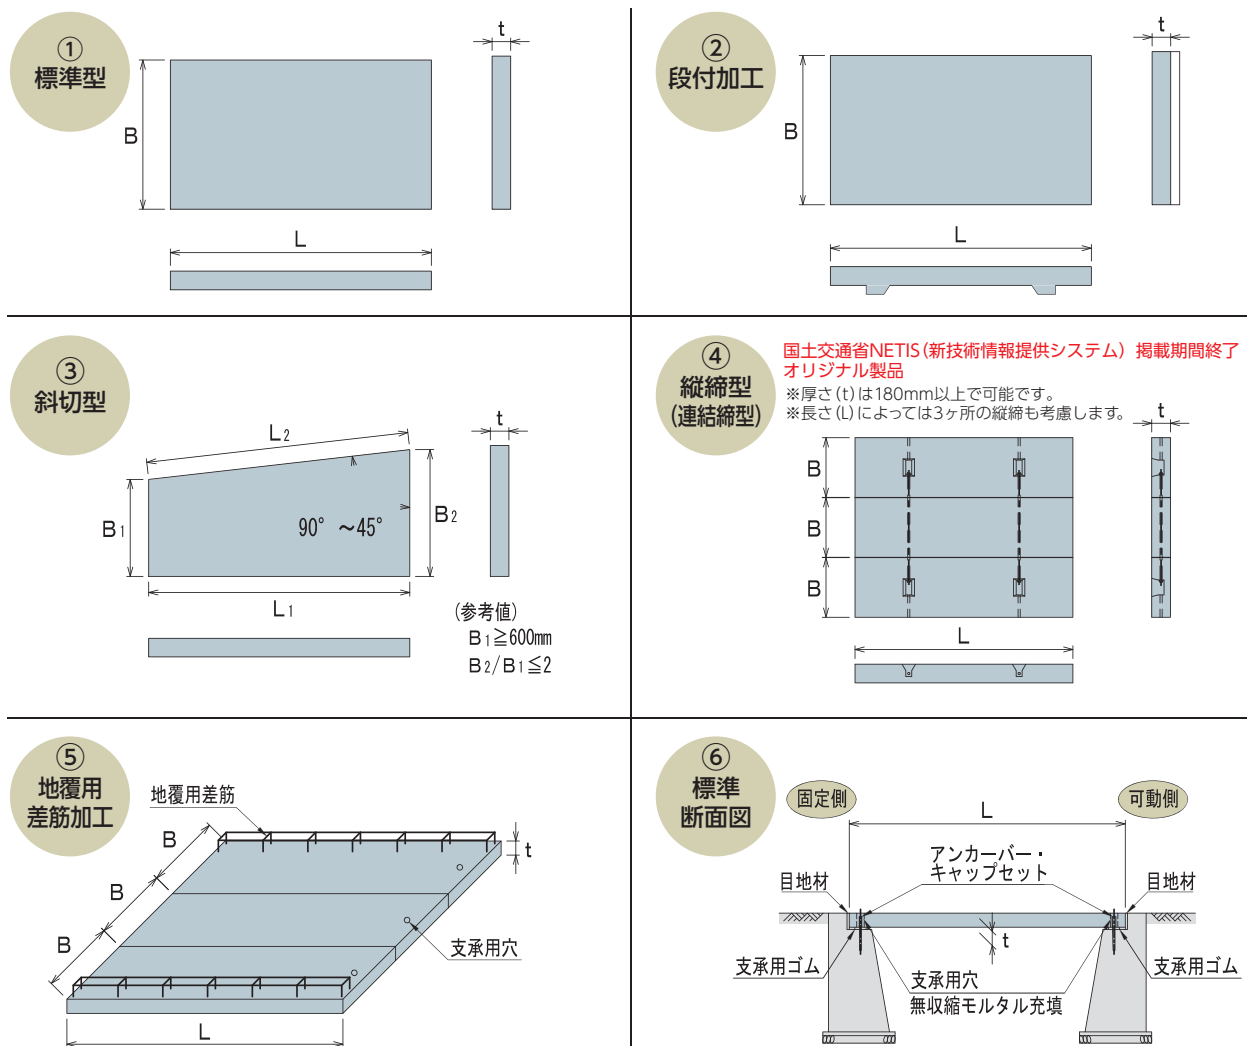 ①
標準型
t
B
L
②
段付加工
t
B
L
③
斜切型
L2
t
B1
90° ～45°
B2
L1
(参考値)
B1≧600mm
B2/B1≦2
④
縦締型
(連結締型)
国土交通省NETIS(新技術情報提供システム) 掲載期間終了
オリジナル製品
※厚さ(t)は180mm以上で可能です。
※長さ(L)によっては3ヶ所の縦締も考慮します。
t
B
B
B
L
⑤
地覆用
差筋加工
地覆用差筋
B
B
B
t
支承用穴
L
⑥
標準
断面図
固定側
可動側
L
アンカーバー・
キャップセット
目地材
目地材
t
支承用ゴム
支承用穴
無収縮モルタル充填
支承用ゴム